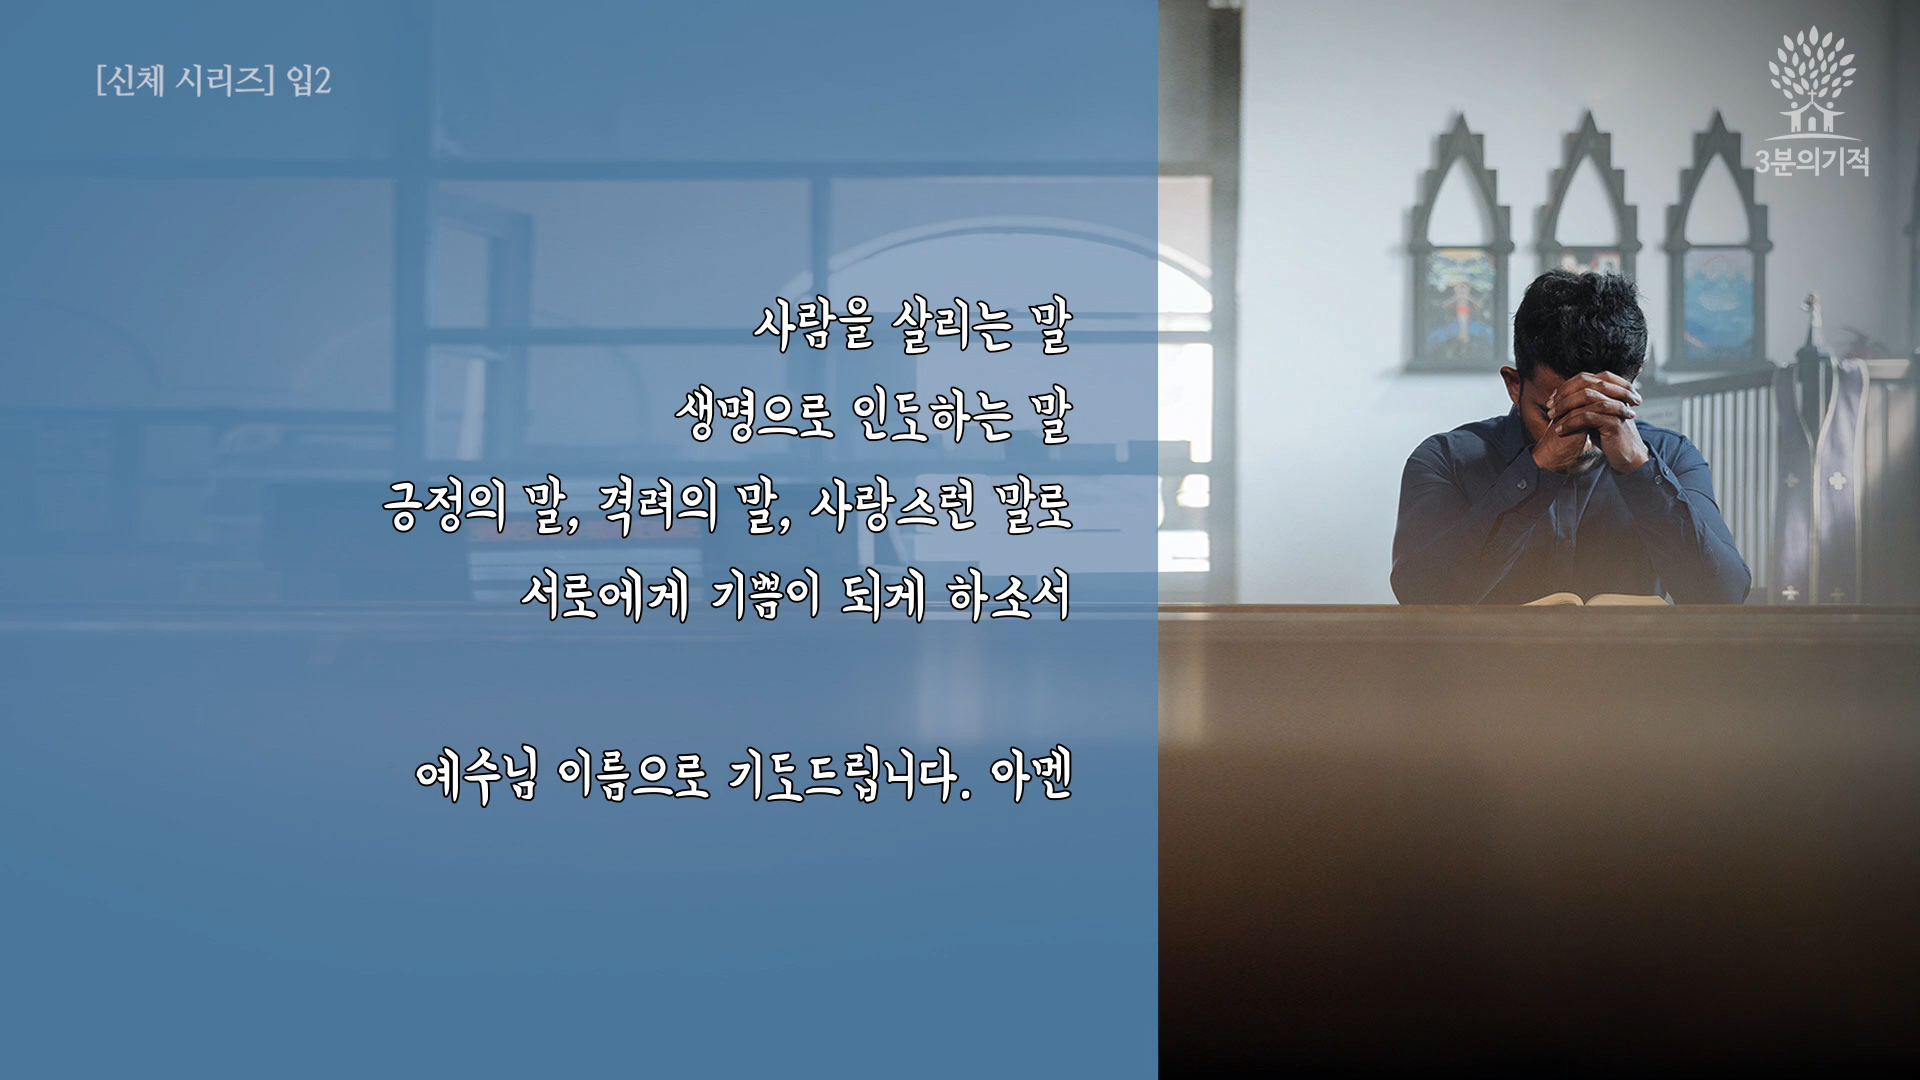 [신체 시리즈] 입2
3분의기적
사람을 살리는 말
생명으로 인도하는 말
긍정의 말, 격려의 말, 사랑스런 말로
서로에게 기쁨이 되게 하소서
예수님 이름으로 기도드립니다. 아멘